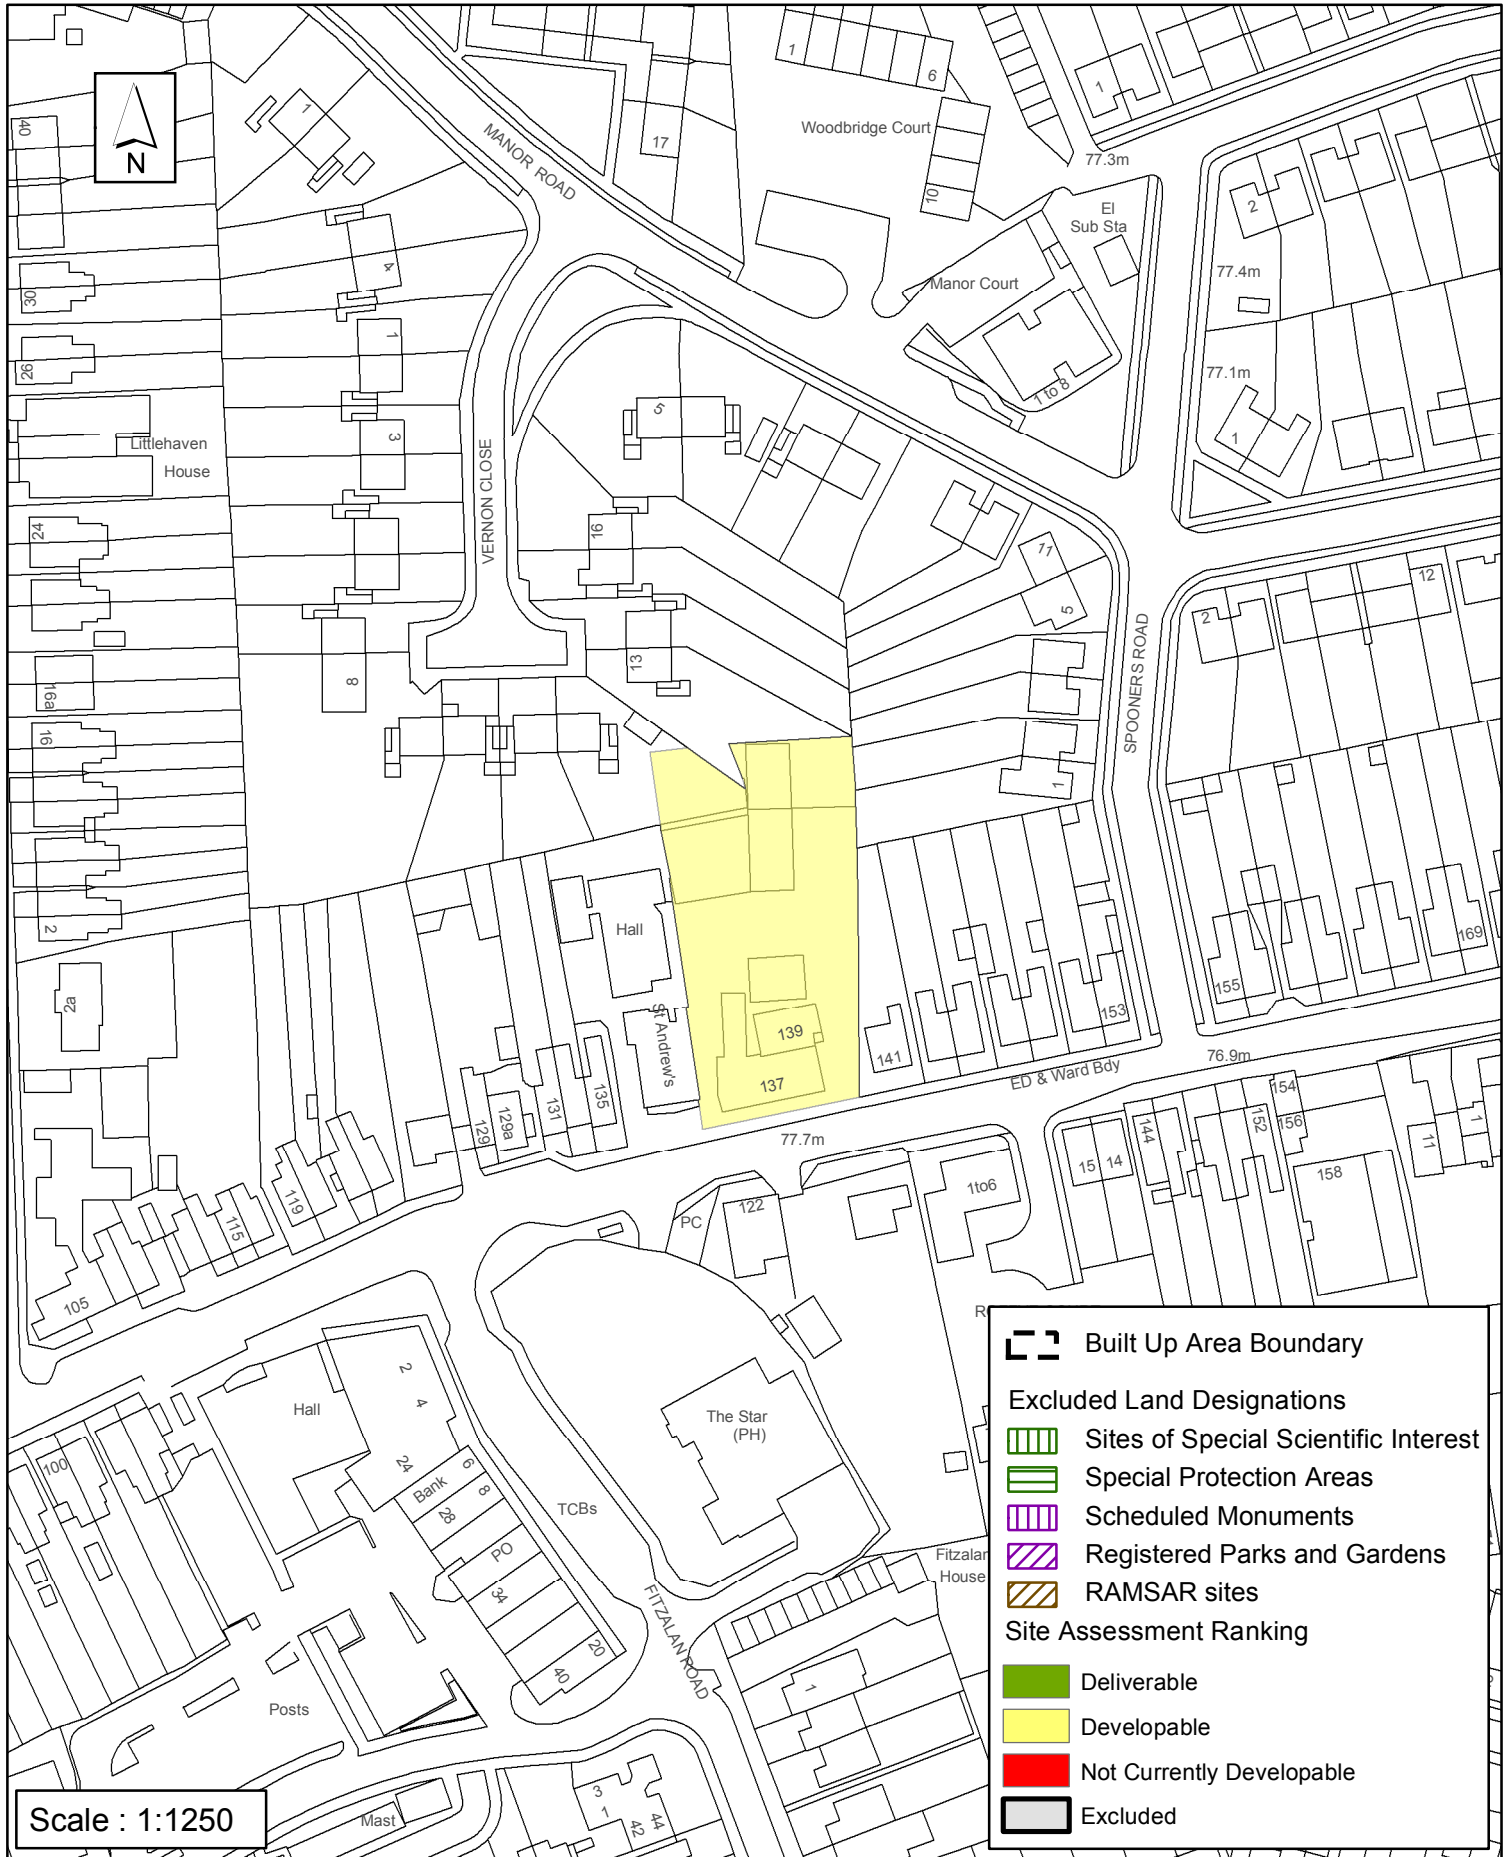 1
6
1
40
1
N
MANOR ROAD
17
Woodbridge Court
77.3m
10
El
Sub Sta
2
4
77.4m
30
Manor Court
1
26
77.1m
1 to 8
5
3
1
Littlehaven
House
VERNON CLOSE
24
16
11
12
5
2
13
SPOONERS ROAD
8
16a
16
1
2
Hall
169
155
2a
St Andrew's
139
153
141
76.9m
ED & Ward Bdy
137
154
135
131
129a
129
77.7m
144
152
156
11
1
15
14
158
1to6
122
PC
119
115
105
2
4
Hall
The Star
(PH)
100
24
6
Bank
8
28
TCBs
PO
34
House
FITZALAN ROAD
20
40
1
Posts
3
1
Mast
42
44
Built Up Area Boundary
Excluded Land Designations
Sites of Special Scientific Interest
Special Protection Areas
Scheduled Monuments
Registered Parks and Gardens
RAMSAR sites
Site Assessment Ranking
Deliverable
Developable
Not Currently Developable
Excluded
Scale : 1:1250